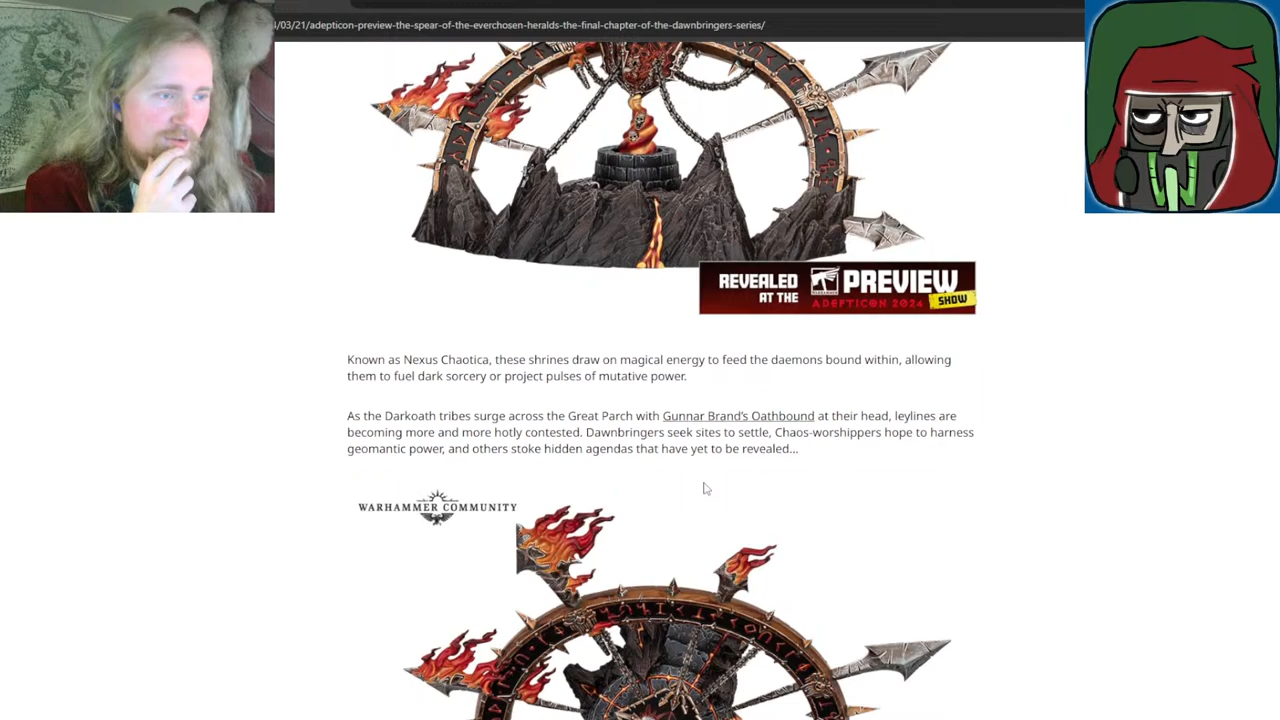 3/03/21/adepticon-preview-the-spear-of-the-everchosen-heralds-the-final-chapter-of-the-dawnbringers-series/
REVEALED AT THE PREVIEW SHOW
ADEPTICON 2024
Known as Nexus Chaotica, these shrines draw on magical energy to feed the daemons bound within, allowing
them to fuel dark sorcery or project pulses of mutative power.
As the Darkoath tribes surge across the Great Parch with Gunnar Brand's Oathbound at their head, leylines are
becoming more and more hotly contested. Dawnbringers seek sites to settle, Chaos-worshippers hope to harness
geomantic power, and others stoke hidden agendas that have yet to be revealed...
WARHAMMER COMMUNITY